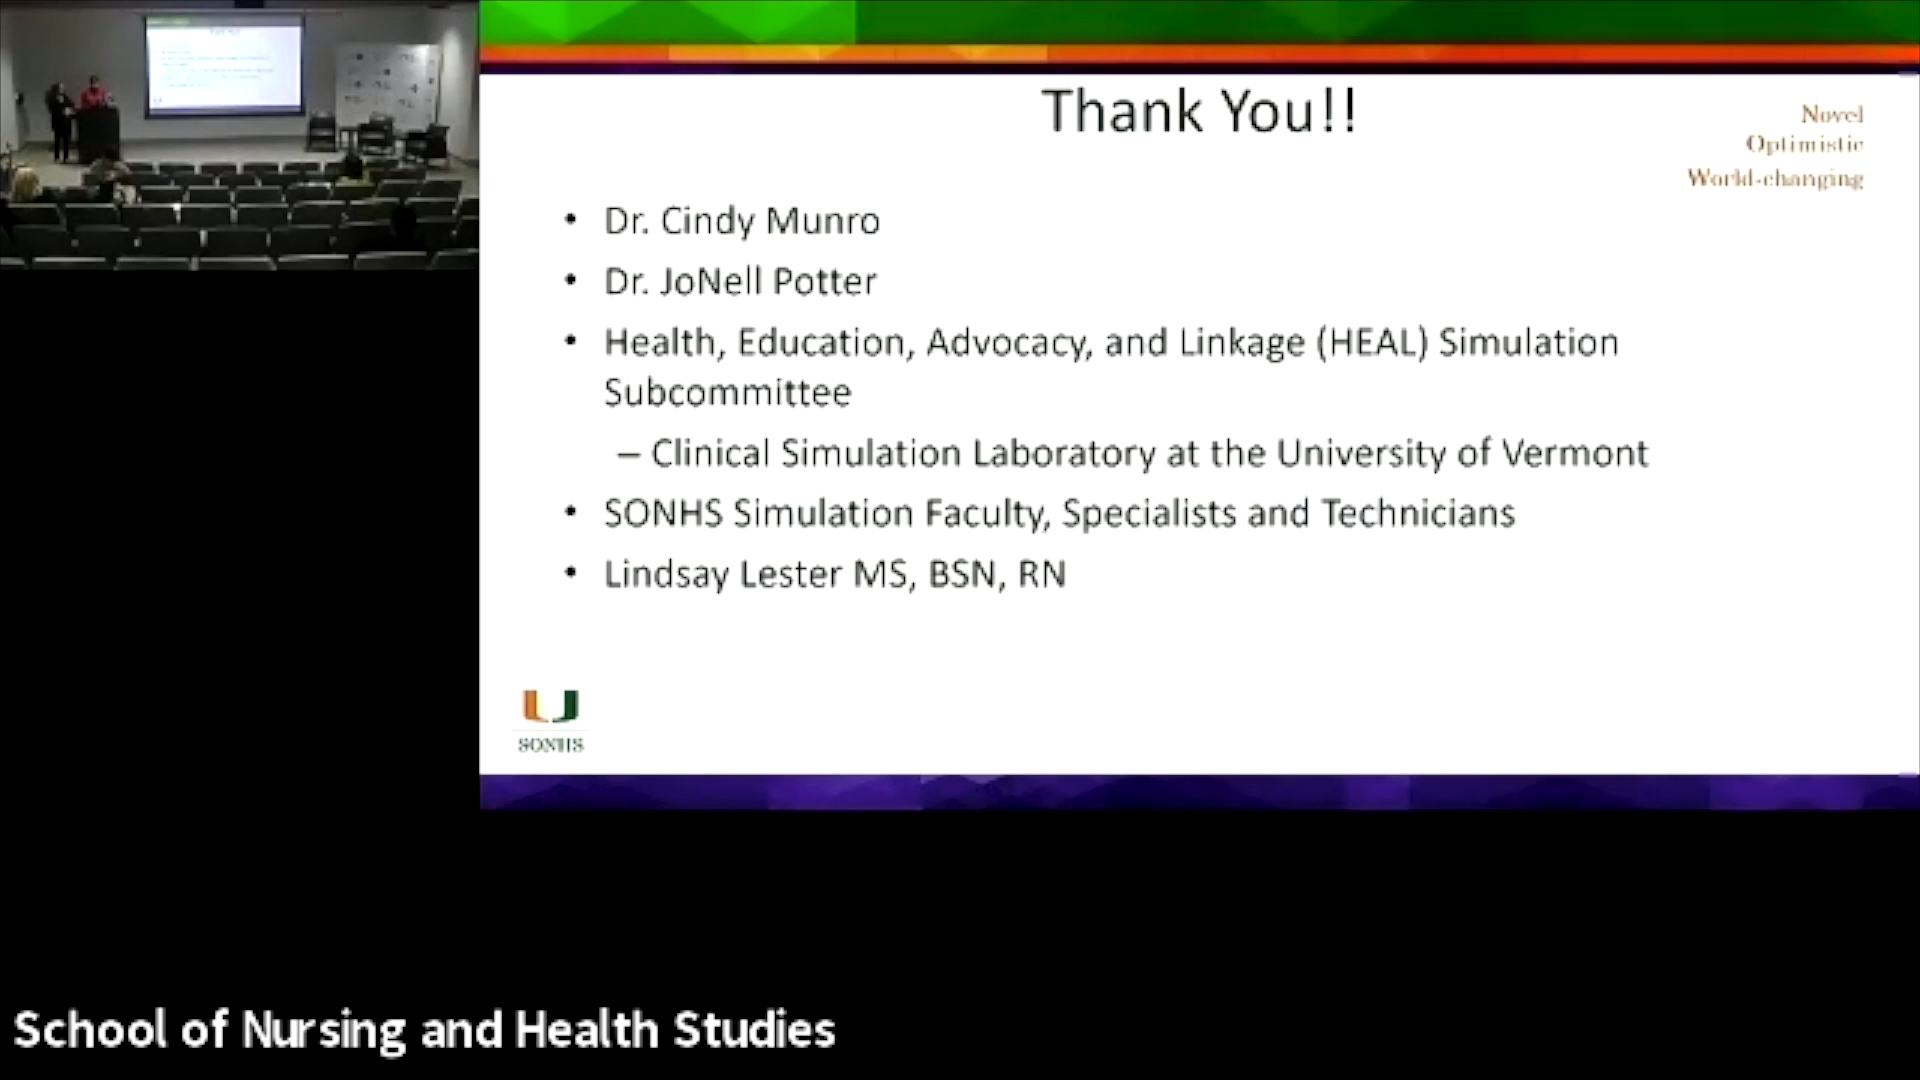 Thank You!!
Novel
Optimistic
World-changing
• Dr. Cindy Munro
• Dr. JoNell Potter
• Health, Education, Advocacy, and Linkage (HEAL) Simulation
Subcommittee
– Clinical Simulation Laboratory at the University of Vermont
• SONHS Simulation Faculty, Specialists and Technicians
• Lindsay Lester MS, BSN, RN
U
SONHS
School of Nursing and Health Studies